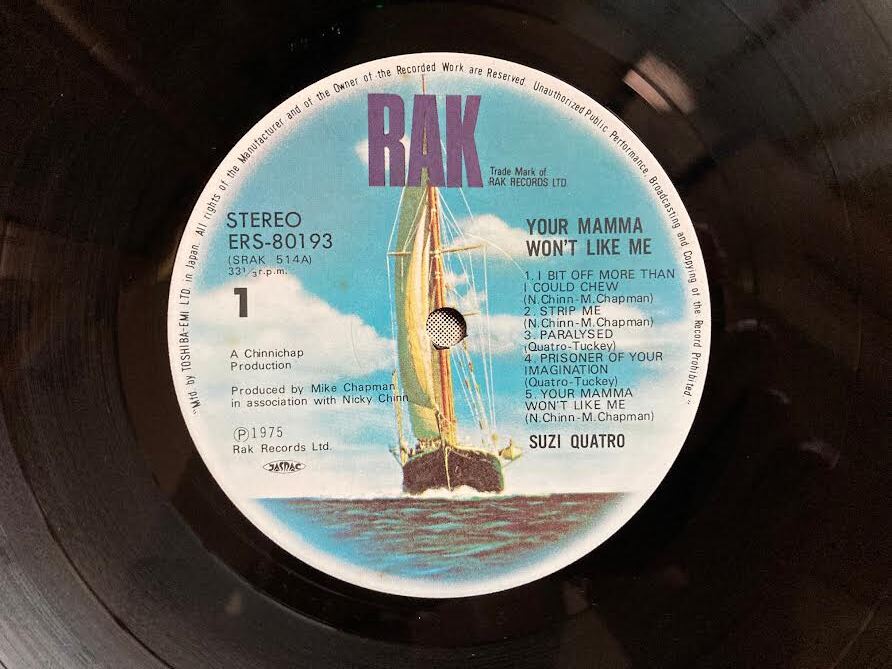 "Mfd. by TOSHIBA-EMI LTD. in Japan. All rights of the Manufacturer and of the Owner of the Recorded Work are Reserved. Unauthorized Public Performance, Broadcasting and Copying of the Record Prohibited."
RAK
Trade Mark of
RAK RECORDS LTD
STEREO
ERS-80193
(SRAK 514A)
33 1/3 r.p.m.
1
A Chinnichap
Production
Produced by Mike Chapman
in association with Nicky Chinn
Ⓟ1975
Rak Records Ltd.
JASRAC
YOUR MAMMA
WON'T LIKE ME
1. I BIT OFF MORE THAN
I COULD CHEW
(N.Chinn-M.Chapman)
2. STRIP ME
(N.Chinn-M.Chapman)
3. PARALYSED
(Quatro-Tuckey)
4. PRISONER OF YOUR
IMAGINATION
(Quatro-Tuckey)
5. YOUR MAMMA
WON'T LIKE ME
(N.Chinn-M.Chapman)
SUZI QUATRO